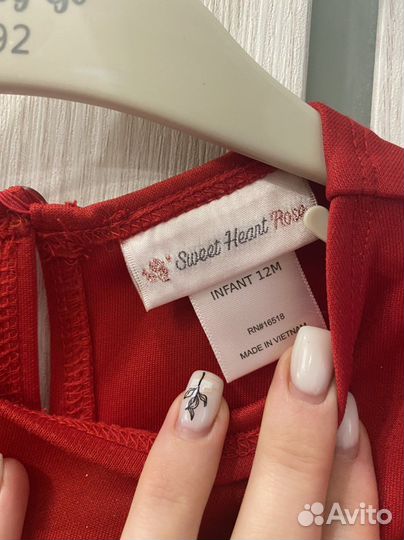 92
Sweet Heart Rose
INFANT 12M
RN#16518
MADE IN VIETNAM
Avito